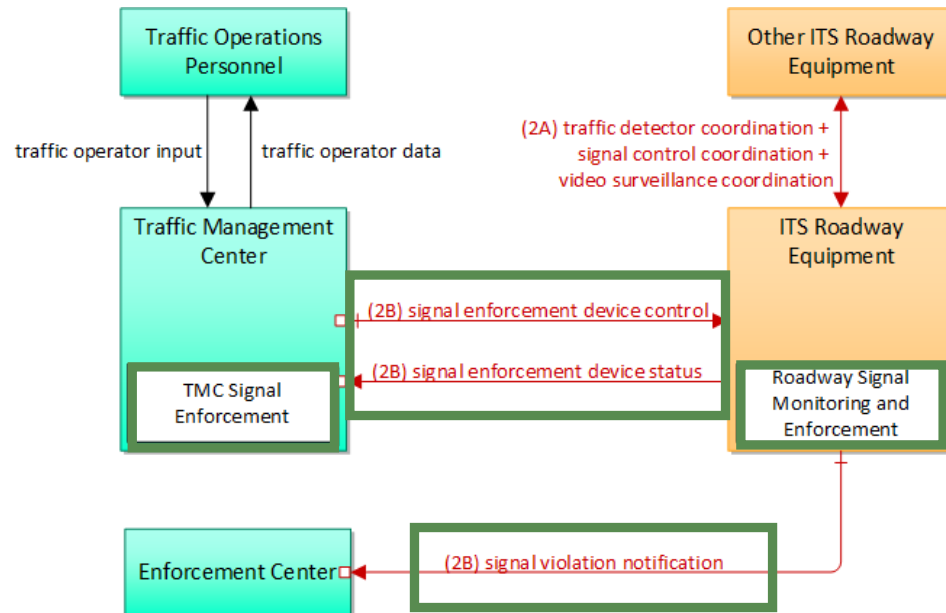 Traffic Operations
Personnel
Other ITS Roadway
Equipment
traffic operator input
traffic operator data
(2A) traffic detector coordination +
signal control coordination +
video surveillance coordination
Traffic Management
Center
ITS Roadway
Equipment
(2B) signal enforcement device control
(2B) signal enforcement device status
TMC Signal
Enforcement
Roadway Signal
Monitoring and
Enforcement
Enforcement Center
(2B) signal violation notification